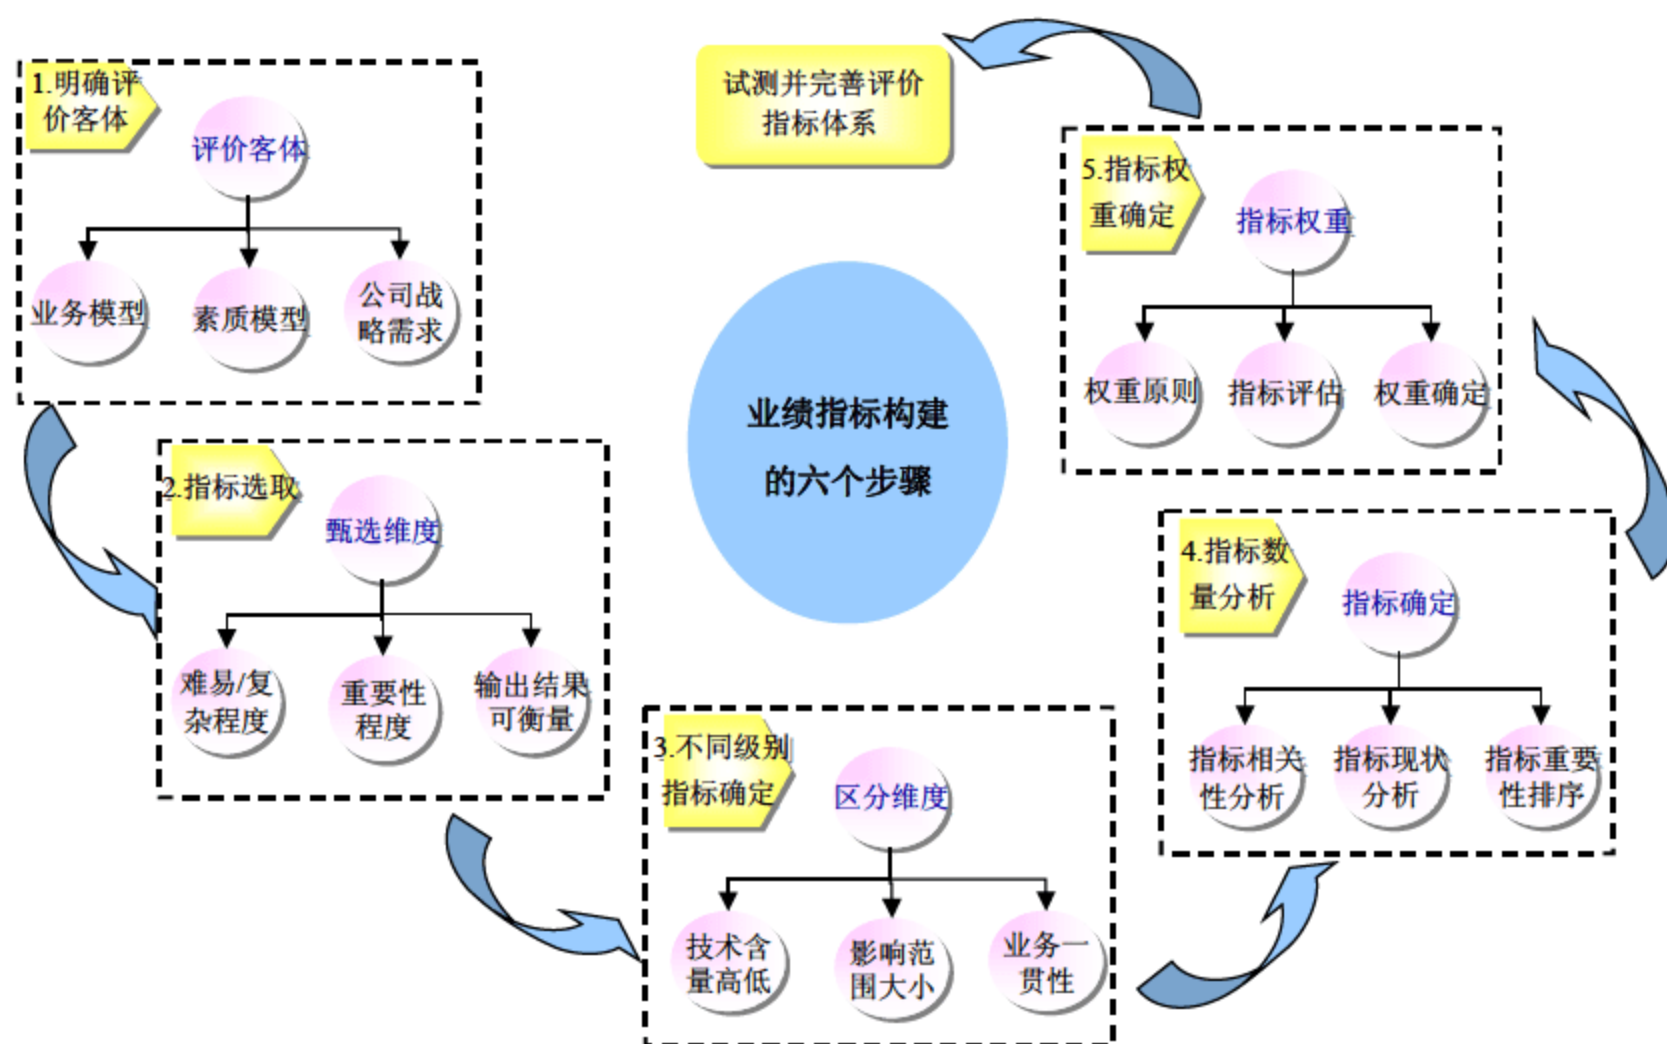 1.明确评
价客体
评价客体
业务模型
素质模型
公司战
略需求
2.指标选取
甄选维度
难易/复
杂程度
重要性
程度
输出结果
可衡量
3.不同级别
指标确定
区分维度
技术含
量高低
影响范
围大小
业务一
贯性
4.指标数
量分析
指标确定
指标相关
性分析
指标现状
分析
指标重要
性排序
5.指标权
重确定
指标权重
权重原则
指标评估
权重确定
试测并完善评价
指标体系
业绩指标构建
的六个步骤